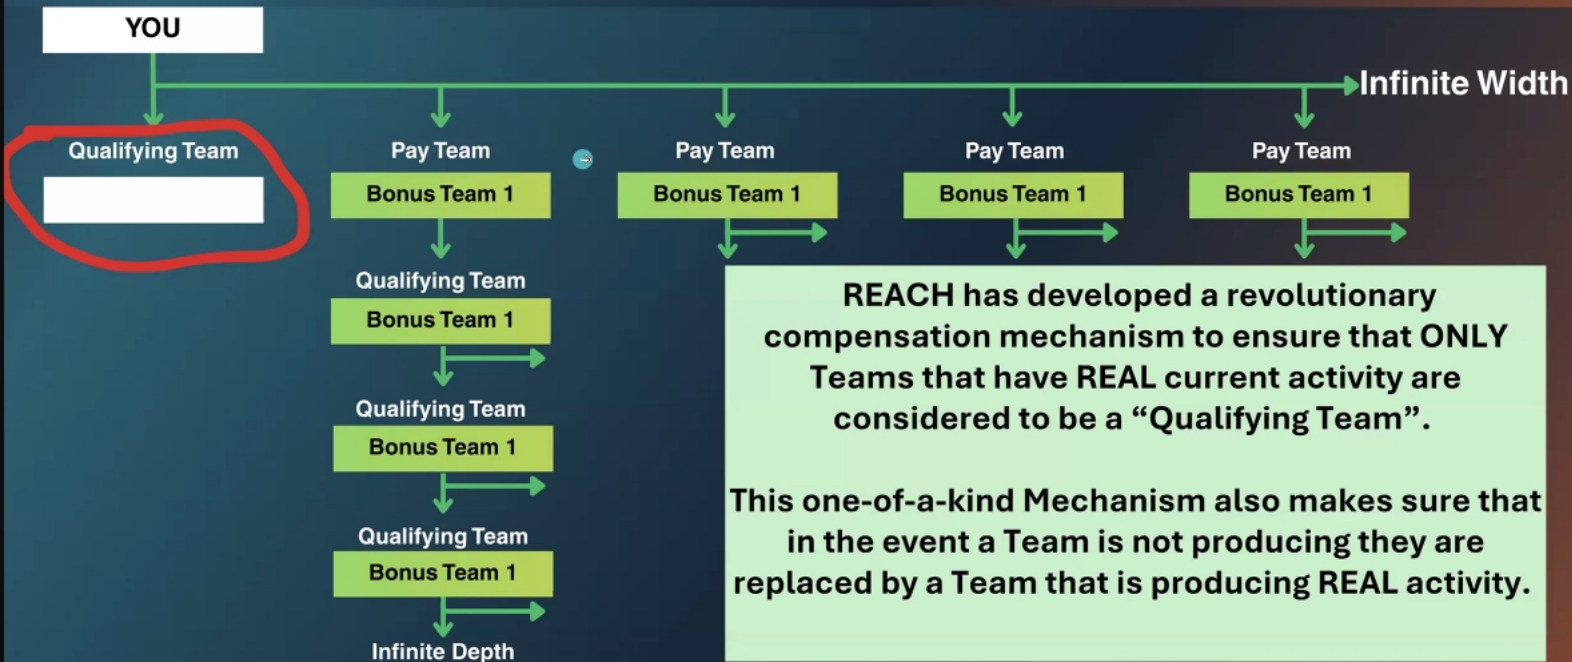 YOU
Infinite Width
Qualifying Team
Pay Team
Pay Team
Pay Team
Pay Team
Bonus Team 1
Bonus Team 1
Bonus Team 1
Bonus Team 1
Qualifying Team
Bonus Team 1
Qualifying Team
Bonus Team 1
Qualifying Team
Bonus Team 1
Infinite Depth
REACH has developed a revolutionary
compensation mechanism to ensure that ONLY
Teams that have REAL current activity are
considered to be a “Qualifying Team”.
This one-of-a-kind Mechanism also makes sure that
in the event a Team is not producing they are
replaced by a Team that is producing REAL activity.